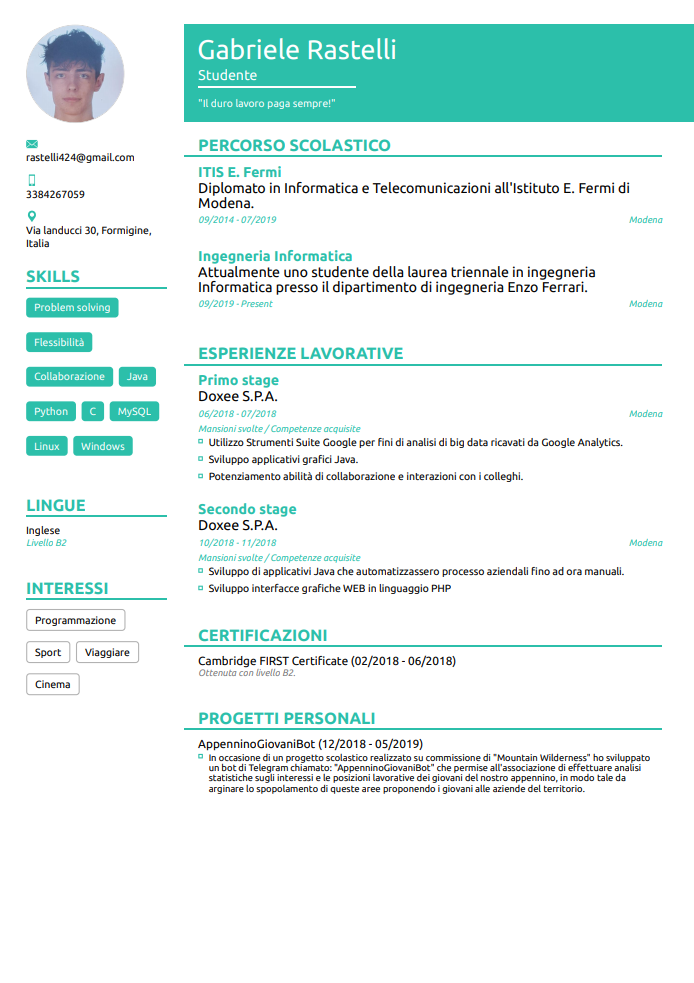 Gabriele Rastelli
Studente
"Il duro lavoro paga sempre!"
rastelli424@gmail.com
3384267059
Via landucci 30, Formigine,
Italia
SKILLS
Problem solving
Flessibilità
Collaborazione Java
Python C MySQL
Linux Windows
LINGUE
Inglese
Livello B2
INTERESSI
Programmazione
Sport Viaggiare
Cinema
PERCORSO SCOLASTICO
ITIS E. Fermi
Diplomato in Informatica e Telecomunicazioni all'Istituto E. Fermi di
Modena.
09/2014 - 07/2019 Modena
Ingegneria Informatica
Attualmente uno studente della laurea triennale in ingegneria
Informatica presso il dipartimento di ingegneria Enzo Ferrari.
09/2019 - Present Modena
ESPERIENZE LAVORATIVE
Primo stage
Doxee S.P.A.
06/2018 - 07/2018 Modena
Mansioni svolte / Competenze acquisite
Utilizzo Strumenti Suite Google per fini di analisi di big data ricavati da Google Analytics.
Sviluppo applicativi grafici Java.
Potenziamento abilità di collaborazione e interazioni con i colleghi.
Secondo stage
Doxee S.P.A.
10/2018 - 11/2018 Modena
Mansioni svolte / Competenze acquisite
Sviluppo di applicativi Java che automatizzassero processo aziendali fino ad ora manuali.
Sviluppo interfacce grafiche WEB in linguaggio PHP
CERTIFICAZIONI
Cambridge FIRST Certificate (02/2018 - 06/2018)
Ottenuta con livello B2.
PROGETTI PERSONALI
AppenninoGiovaniBot (12/2018 - 05/2019)
In occasione di un progetto scolastico realizzato su commissione di "Mountain Wilderness" ho sviluppato
un bot di Telegram chiamato: "AppenninoGiovaniBot" che permise all'associazione di effettuare analisi
statistiche sugli interessi e le posizioni lavorative dei giovani del nostro appennino, in modo tale da
arginare lo spopolamento di queste aree proponendo i giovani alle aziende del territorio.